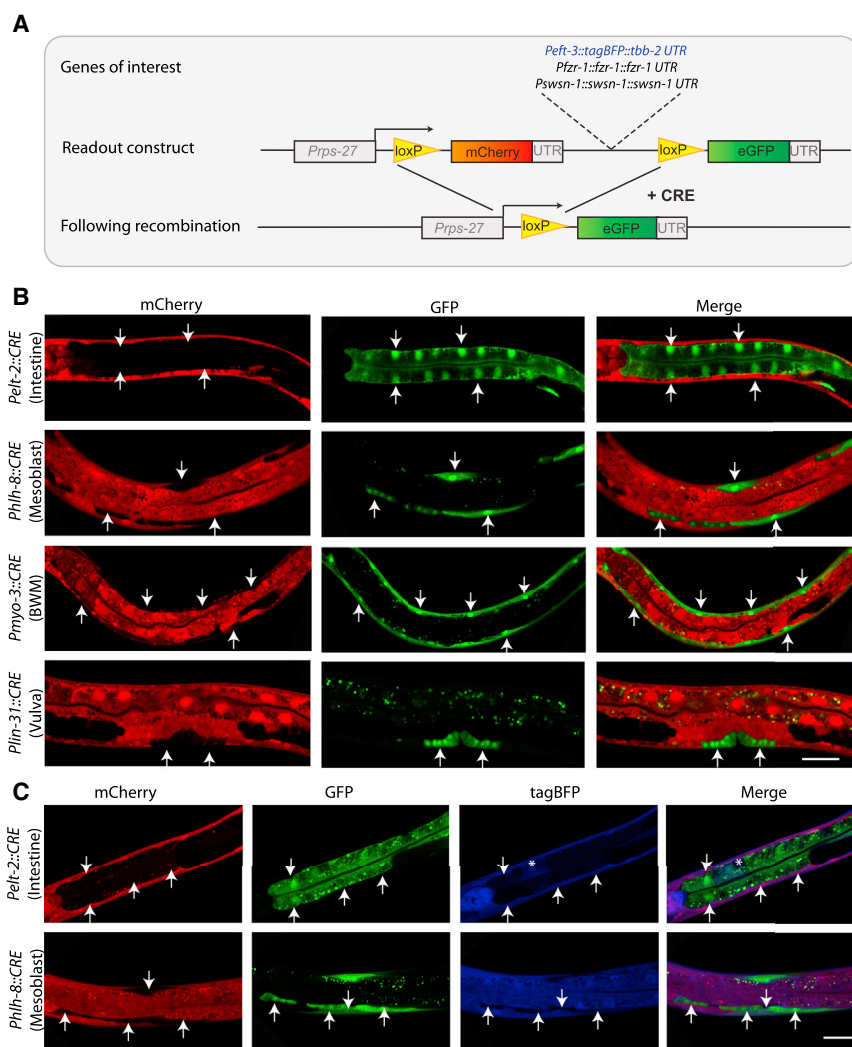 A
Peft-3::tagBFP::tbb-2 UTR
Genes of interest
Pfzr-1::fzr-1::fzr-1 UTR
Pswsn-1::swsn-1::swsn-1 UTR
Readout construct
Prps-27
loxP
mCherry
UTR
loxP
eGFP
UTR
+ CRE
Following recombination
Prps-27
loxP
eGFP
UTR
B
mCherry
GFP
Merge
Pelt-2::CRE
(Intestine)
*
Phlh-8::CRE
(Mesoblast)
*
*
Pmyo-3::CRE
(BWM)
Plin-31::CRE
(Vulva)
C
mCherry
GFP
tagBFP
Merge
Pelt-2::CRE
(Intestine)
*
*
Phlh-8::CRE
(Mesoblast)